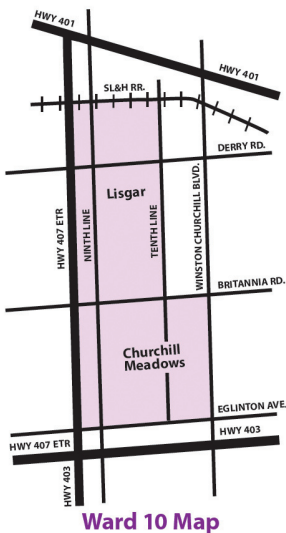 HWY 401
HWY 401
SL&H RR.
DERRY RD.
Lisgar
HWY 407 ETR
NINTH LINE
TENTH LINE
WINSTON CHURCHILL BLVD.
BRITANNIA RD.
Churchill
Meadows
EGLINTON AVE.
HWY 403
HWY 407 ETR
HWY 403
Ward 10 Map